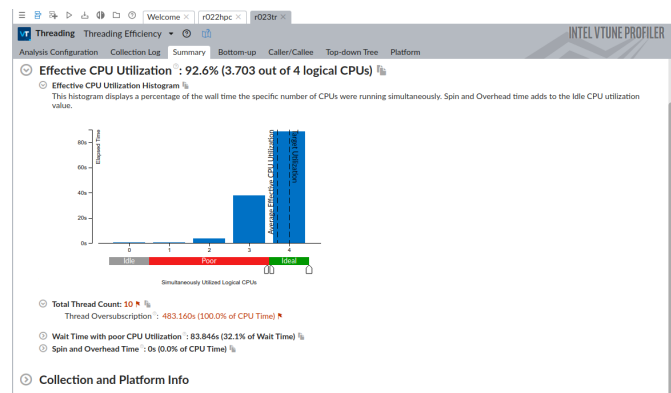 Welcome × r022hpc × r023tr ×
VT Threading Threading Efficiency INTEL VTUNE PROFILER
Analysis Configuration Collection Log Summary Bottom-up Caller/Callee Top-down Tree Platform
Effective CPU Utilization: 92.6% (3.703 out of 4 logical CPUs)
Effective CPU Utilization Histogram
This histogram displays a percentage of the wall time the specific number of CPUs were running simultaneously. Spin and Overhead time adds to the Idle CPU utilization
value.
Elapsed Time
80s
60s
40s
20s
0s
Average Effective CPU Utilization
Target Utilization
0 1 2 3 4
Idle Poor Ideal
Simultaneously Utilized Logical CPUs
Total Thread Count: 10
Thread Oversubscription: 483.160s (100.0% of CPU Time)
Wait Time with poor CPU Utilization: 83.846s (32.1% of Wait Time)
Spin and Overhead Time: 0s (0.0% of CPU Time)
Collection and Platform Info